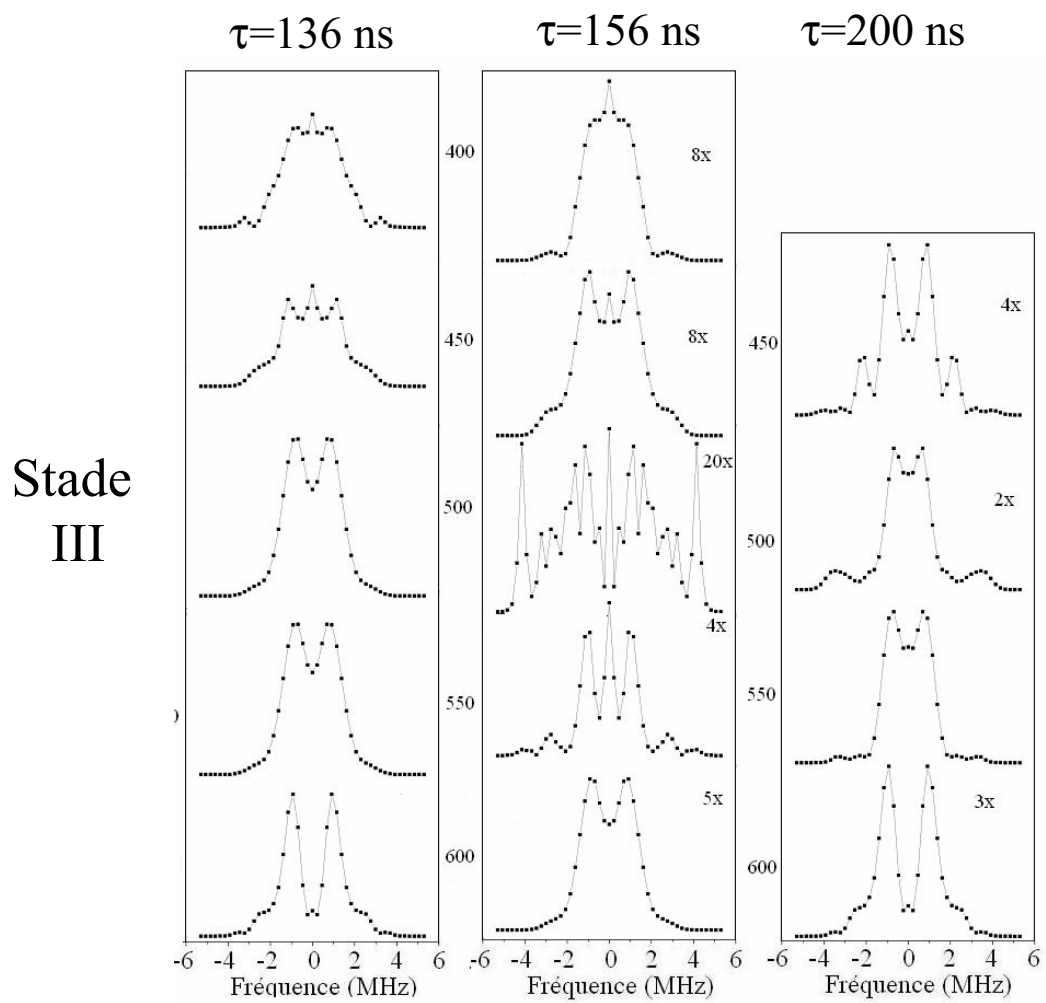 τ=136 ns
τ=156 ns
τ=200 ns
400
8x
450
8x
4x
450
20x
Stade
III
500
2x
500
4x
550
550
)
5x
3x
600
600
-6 -4 -2 0 2 4 6
-6 -4 -2 0 2 4 6
-6 -4 -2 0 2 4 6
Fréquence (MHz)
Fréquence (MHz)
Fréquence (MHz)